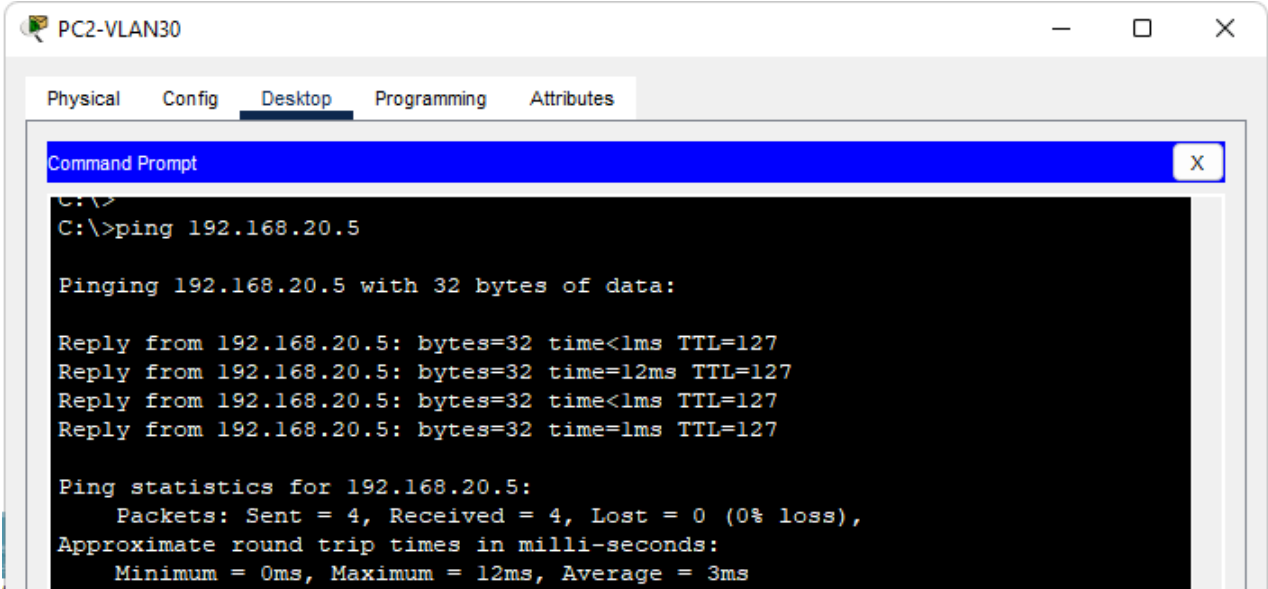 PC2-VLAN30
Physical Config Desktop Programming Attributes
Command Prompt
X
C:\>
C:\>ping 192.168.20.5
Pinging 192.168.20.5 with 32 bytes of data:
Reply from 192.168.20.5: bytes=32 time<1ms TTL=127
Reply from 192.168.20.5: bytes=32 time=12ms TTL=127
Reply from 192.168.20.5: bytes=32 time<1ms TTL=127
Reply from 192.168.20.5: bytes=32 time=1ms TTL=127
Ping statistics for 192.168.20.5:
Packets: Sent = 4, Received = 4, Lost = 0 (0% loss),
Approximate round trip times in milli-seconds:
Minimum = 0ms, Maximum = 12ms, Average = 3ms